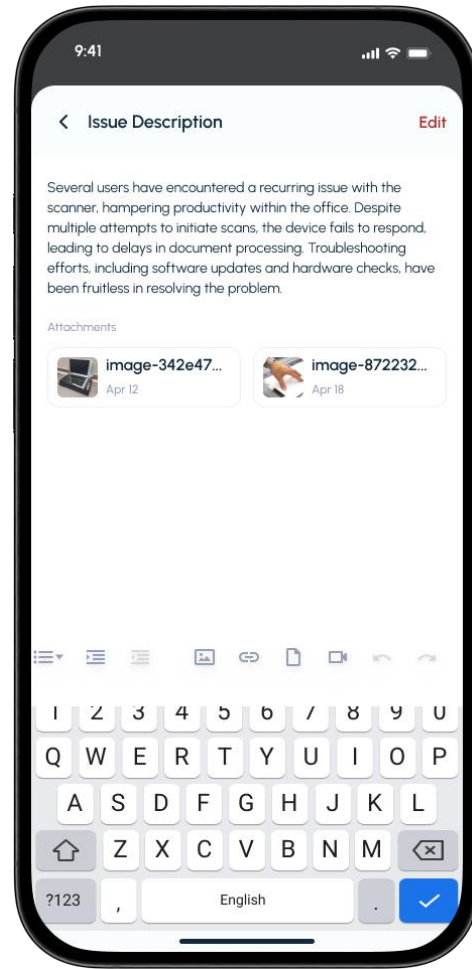 9:41
Issue Description
Edit
Several users have encountered a recurring issue with the
scanner, hampering productivity within the office. Despite
multiple attempts to initiate scans, the device fails to respond,
leading to delays in document processing. Troubleshooting
efforts, including software updates and hardware checks, have
been fruitless in resolving the problem.
Attachments
image-342e47...
Apr 12
image-872232...
Apr 18
1 2 3 4 5 6 7 8 9 0
Q W E R T Y U I O P
A S D F G H J K L
Z X C V B N M
?123 , English .